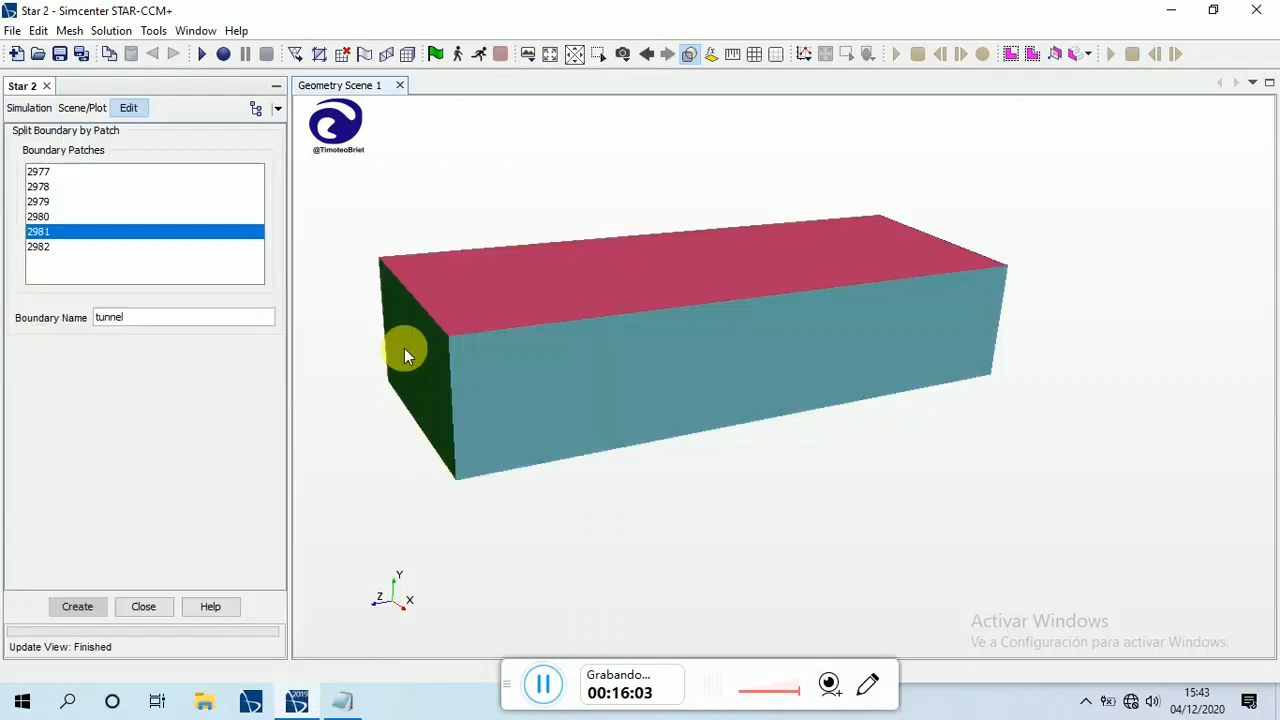 Star 2 - Simcenter STAR-CCM+
File Edit Mesh Solution Tools Window Help
Star 2
Geometry Scene 1
Simulation Scene/Plot Edit
Split Boundary by Patch
Boundary Patches
2977
2978
2979
2980
2981
2982
Boundary Name tunnel
@TimoteoBriet
Y
Z
X
Create Close Help
Update View: Finished
Activar Windows
Ve a Configuración para activar Windows.
Grabando...
00:16:03
2019
15:43
04/12/2020